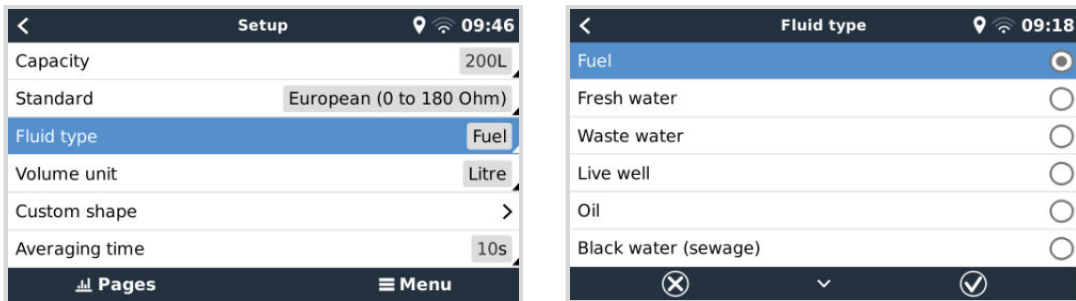 Setup 09:46
Capacity 200L
Standard European (0 to 180 Ohm)
Fluid type Fuel
Volume unit Litre
Custom shape
Averaging time 10s
Pages Menu
Fluid type 09:18
Fuel
Fresh water
Waste water
Live well
Oil
Black water (sewage)